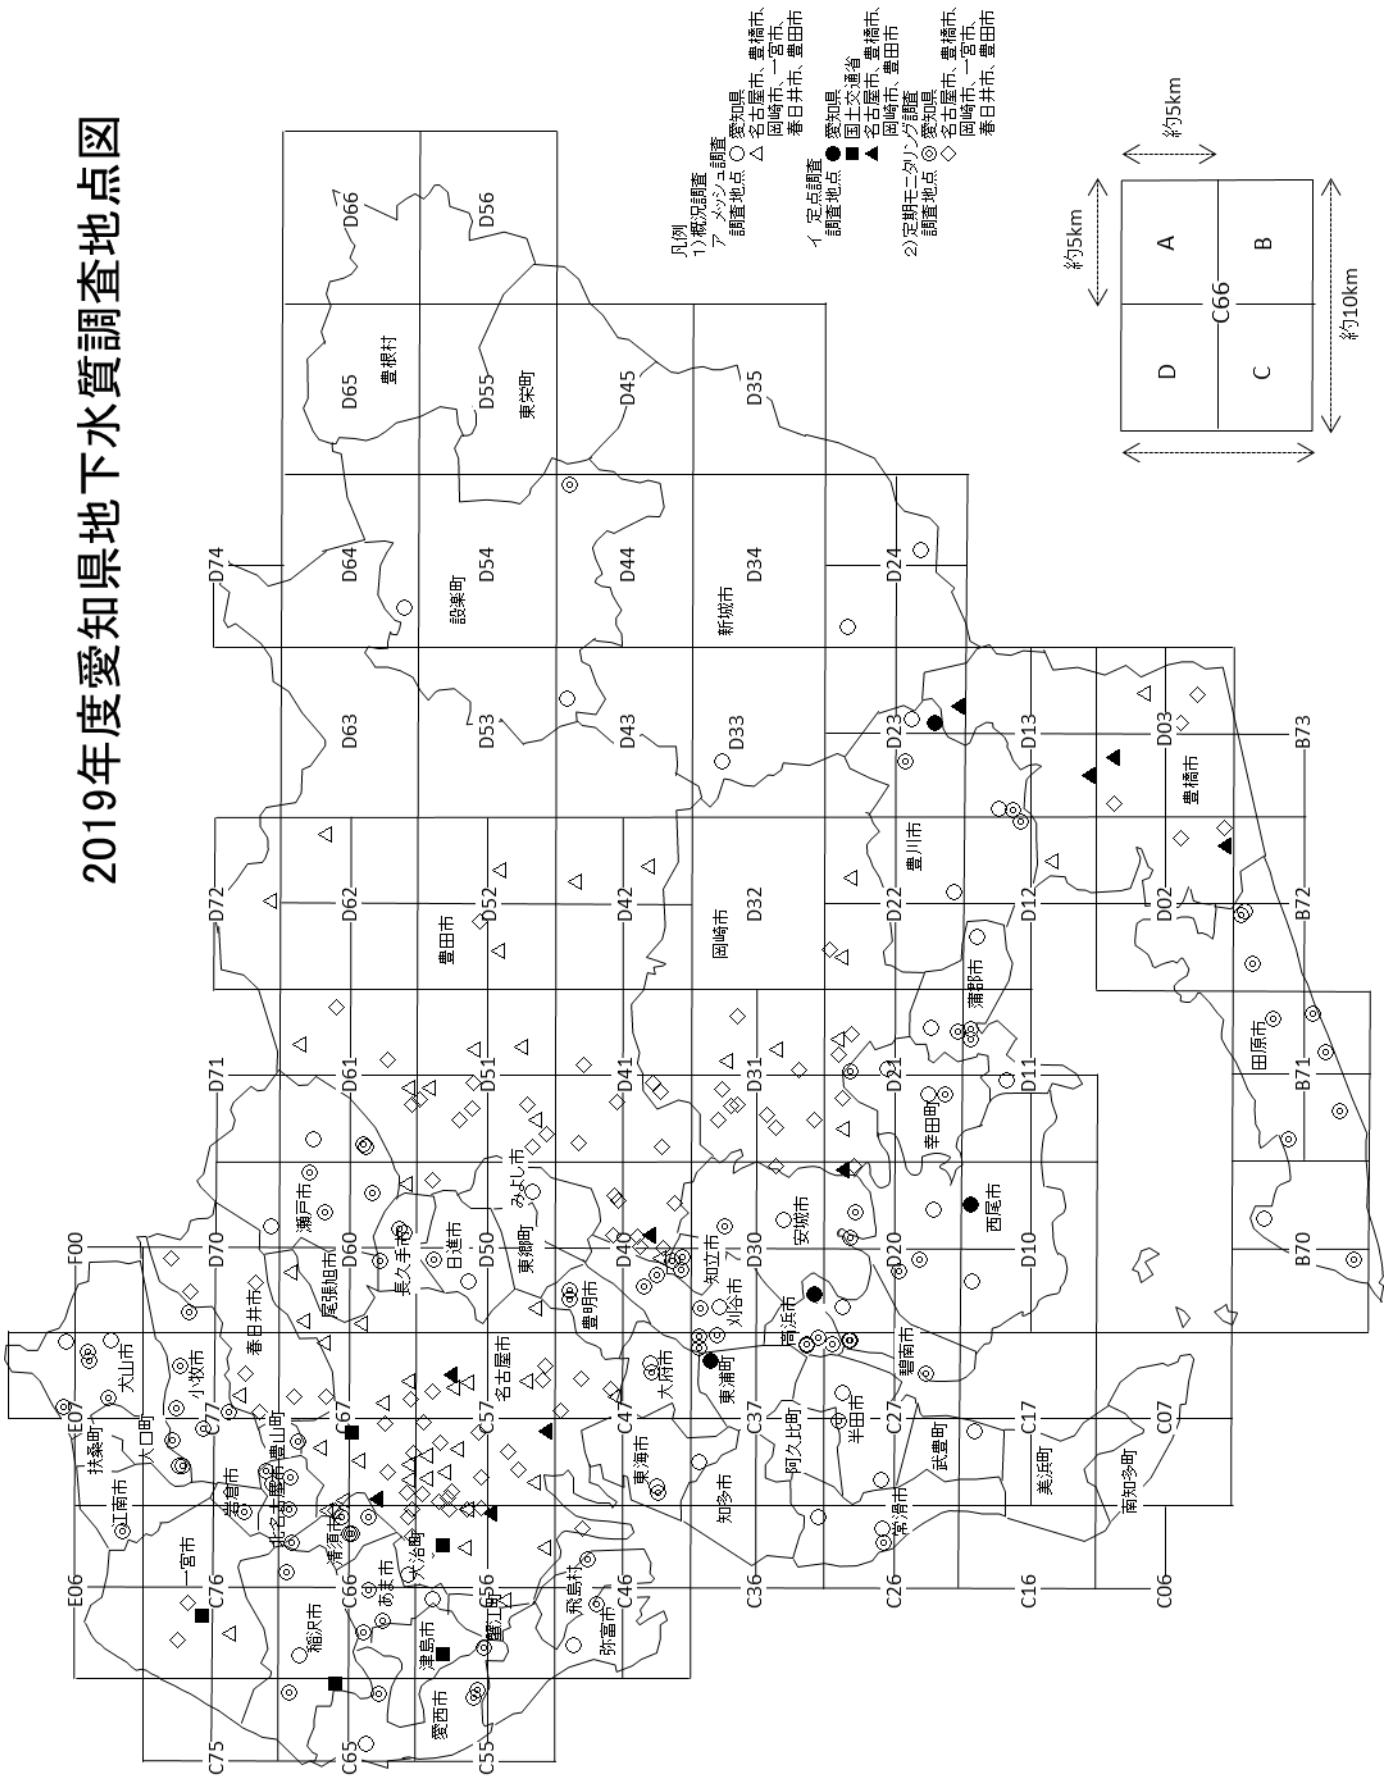 2019年度愛知県地下水質調査地点図
凡例
1)概況調査
ア メッシュ調査
調査地点 ○ 愛知県
△ 名古屋市、豊橋市、
岡崎市、一宮市、
春日井市、豊田市
イ 定点調査
調査地点 ● 愛知県
■ 国土交通省
▲ 名古屋市、豊橋市、
岡崎市、豊田市
2)定期モニタリング調査
調査地点 ◎ 愛知県
◇ 名古屋市、豊橋市、
岡崎市、一宮市、
春日井市、豊田市
約5km
約5km
D
A
C66
C
B
約10km
E06
E07
F00
C75
C76
C77
D70
D71
D72
D74
C65
C66
C67
D60
D61
D62
D63
D64
D65
D66
C55
C56
C57
D50
D51
D52
D53
D54
D55
D56
C46
C47
D40
D41
D42
D43
D44
D45
C36
C37
D30
D31
D32
D33
D34
D35
C26
C27
D20
D21
D22
D23
D24
C16
C17
D10
D11
D12
D13
C06
C07
D02
D03
B70
B71
B72
B73
扶桑町
犬山市
江南市
大口町
小牧市
一宮市
岩倉市
春日井市
豊山町
北名古屋市
瀬戸市
尾張旭市
稲沢市
清須市
あま市
大治町
長久手市
豊根村
津島市
愛西市
日進市
豊田市
設楽町
蟹江町
名古屋市
みよし市
東郷町
東栄町
飛島村
弥富市
豊明市
東海市
大府市
知多市
東浦町
刈谷市
知立市
岡崎市
新城市
阿久比町
高浜市
安城市
半田市
常滑市
碧南市
武豊町
幸田町
豊川市
西尾市
蒲郡市
美浜町
南知多町
豊橋市
田原市